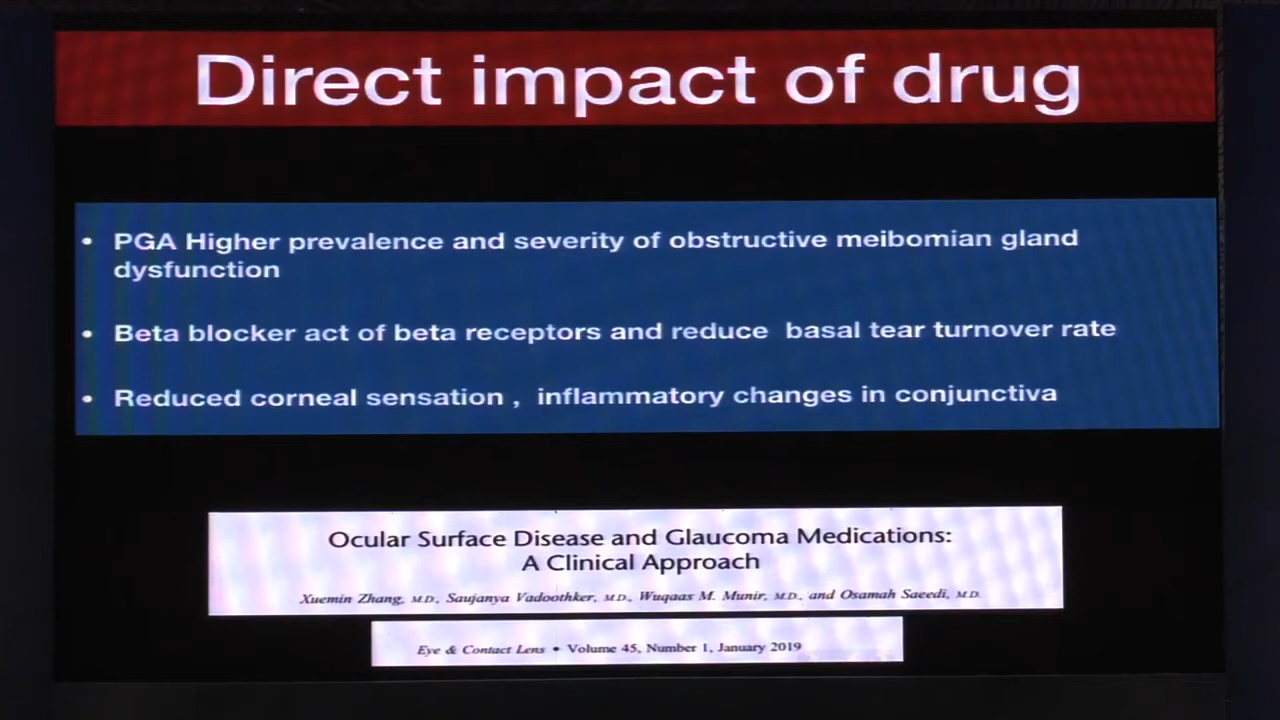 Direct impact of drug
• PGA Higher prevalence and severity of obstructive meibomian gland
dysfunction
• Beta blocker act of beta receptors and reduce basal tear turnover rate
• Reduced corneal sensation , inflammatory changes in conjunctiva
Ocular Surface Disease and Glaucoma Medications:
A Clinical Approach
Xuemin Zhang, M.D., Saujanya Vadoothker, M.D., Wuqaas M. Munir, M.D., and Osamah Saeedi, M.D.
Eye & Contact Lens • Volume 45, Number 1, January 2019